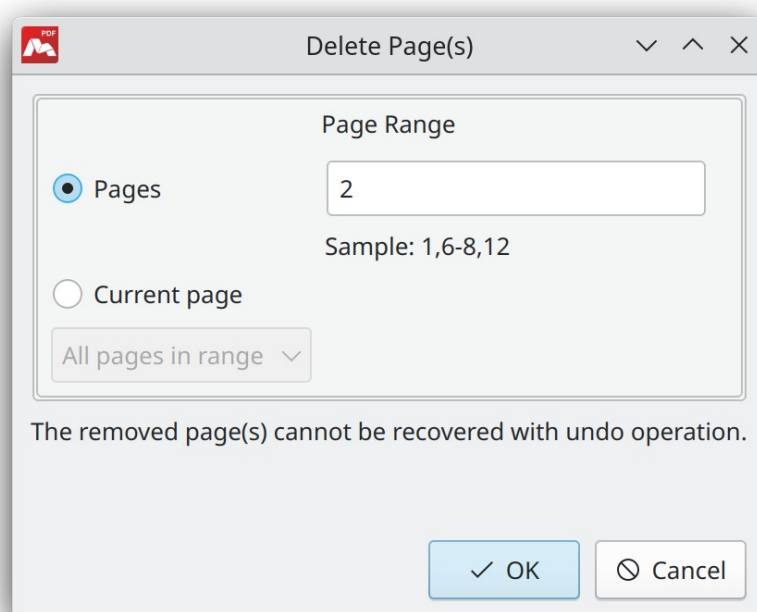 PDF
Delete Page(s)
Page Range
Pages
2
Sample: 1,6-8,12
Current page
All pages in range
The removed page(s) cannot be recovered with undo operation.
OK
Cancel